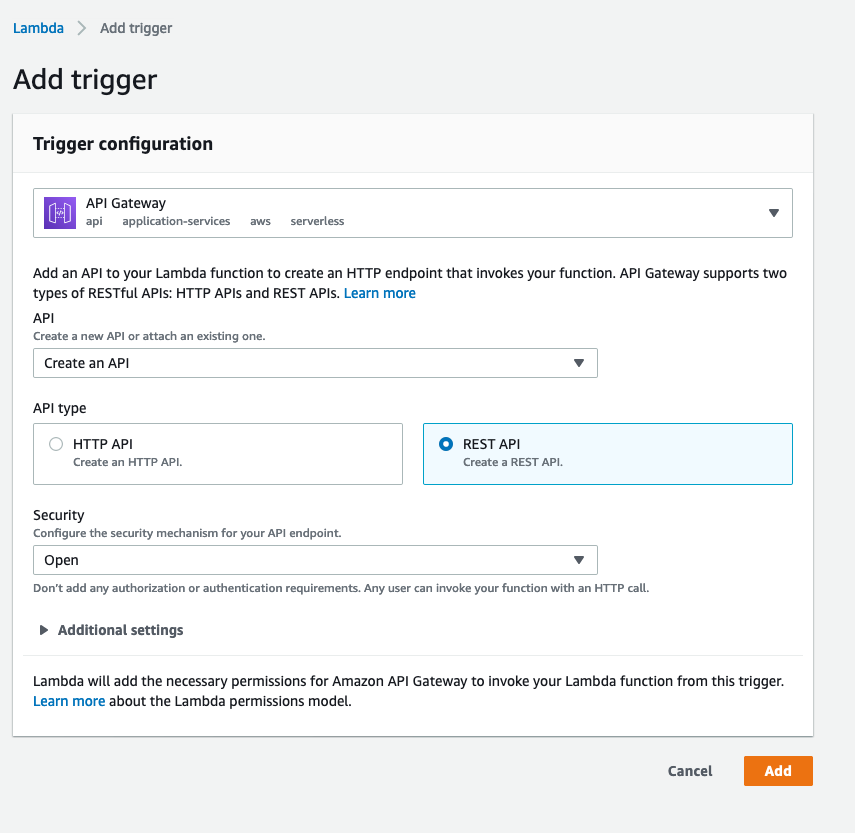 Lambda Add trigger
Add trigger
Trigger configuration
API Gateway
api application-services aws serverless
Add an API to your Lambda function to create an HTTP endpoint that invokes your function. API Gateway supports two
types of RESTful APIs: HTTP APIs and REST APIs. Learn more
API
Create a new API or attach an existing one.
Create an API
API type
HTTP API
Create an HTTP API.
REST API
Create a REST API.
Security
Configure the security mechanism for your API endpoint.
Open
Don't add any authorization or authentication requirements. Any user can invoke your function with an HTTP call.
Additional settings
Lambda will add the necessary permissions for Amazon API Gateway to invoke your Lambda function from this trigger.
Learn more about the Lambda permissions model.
Cancel Add